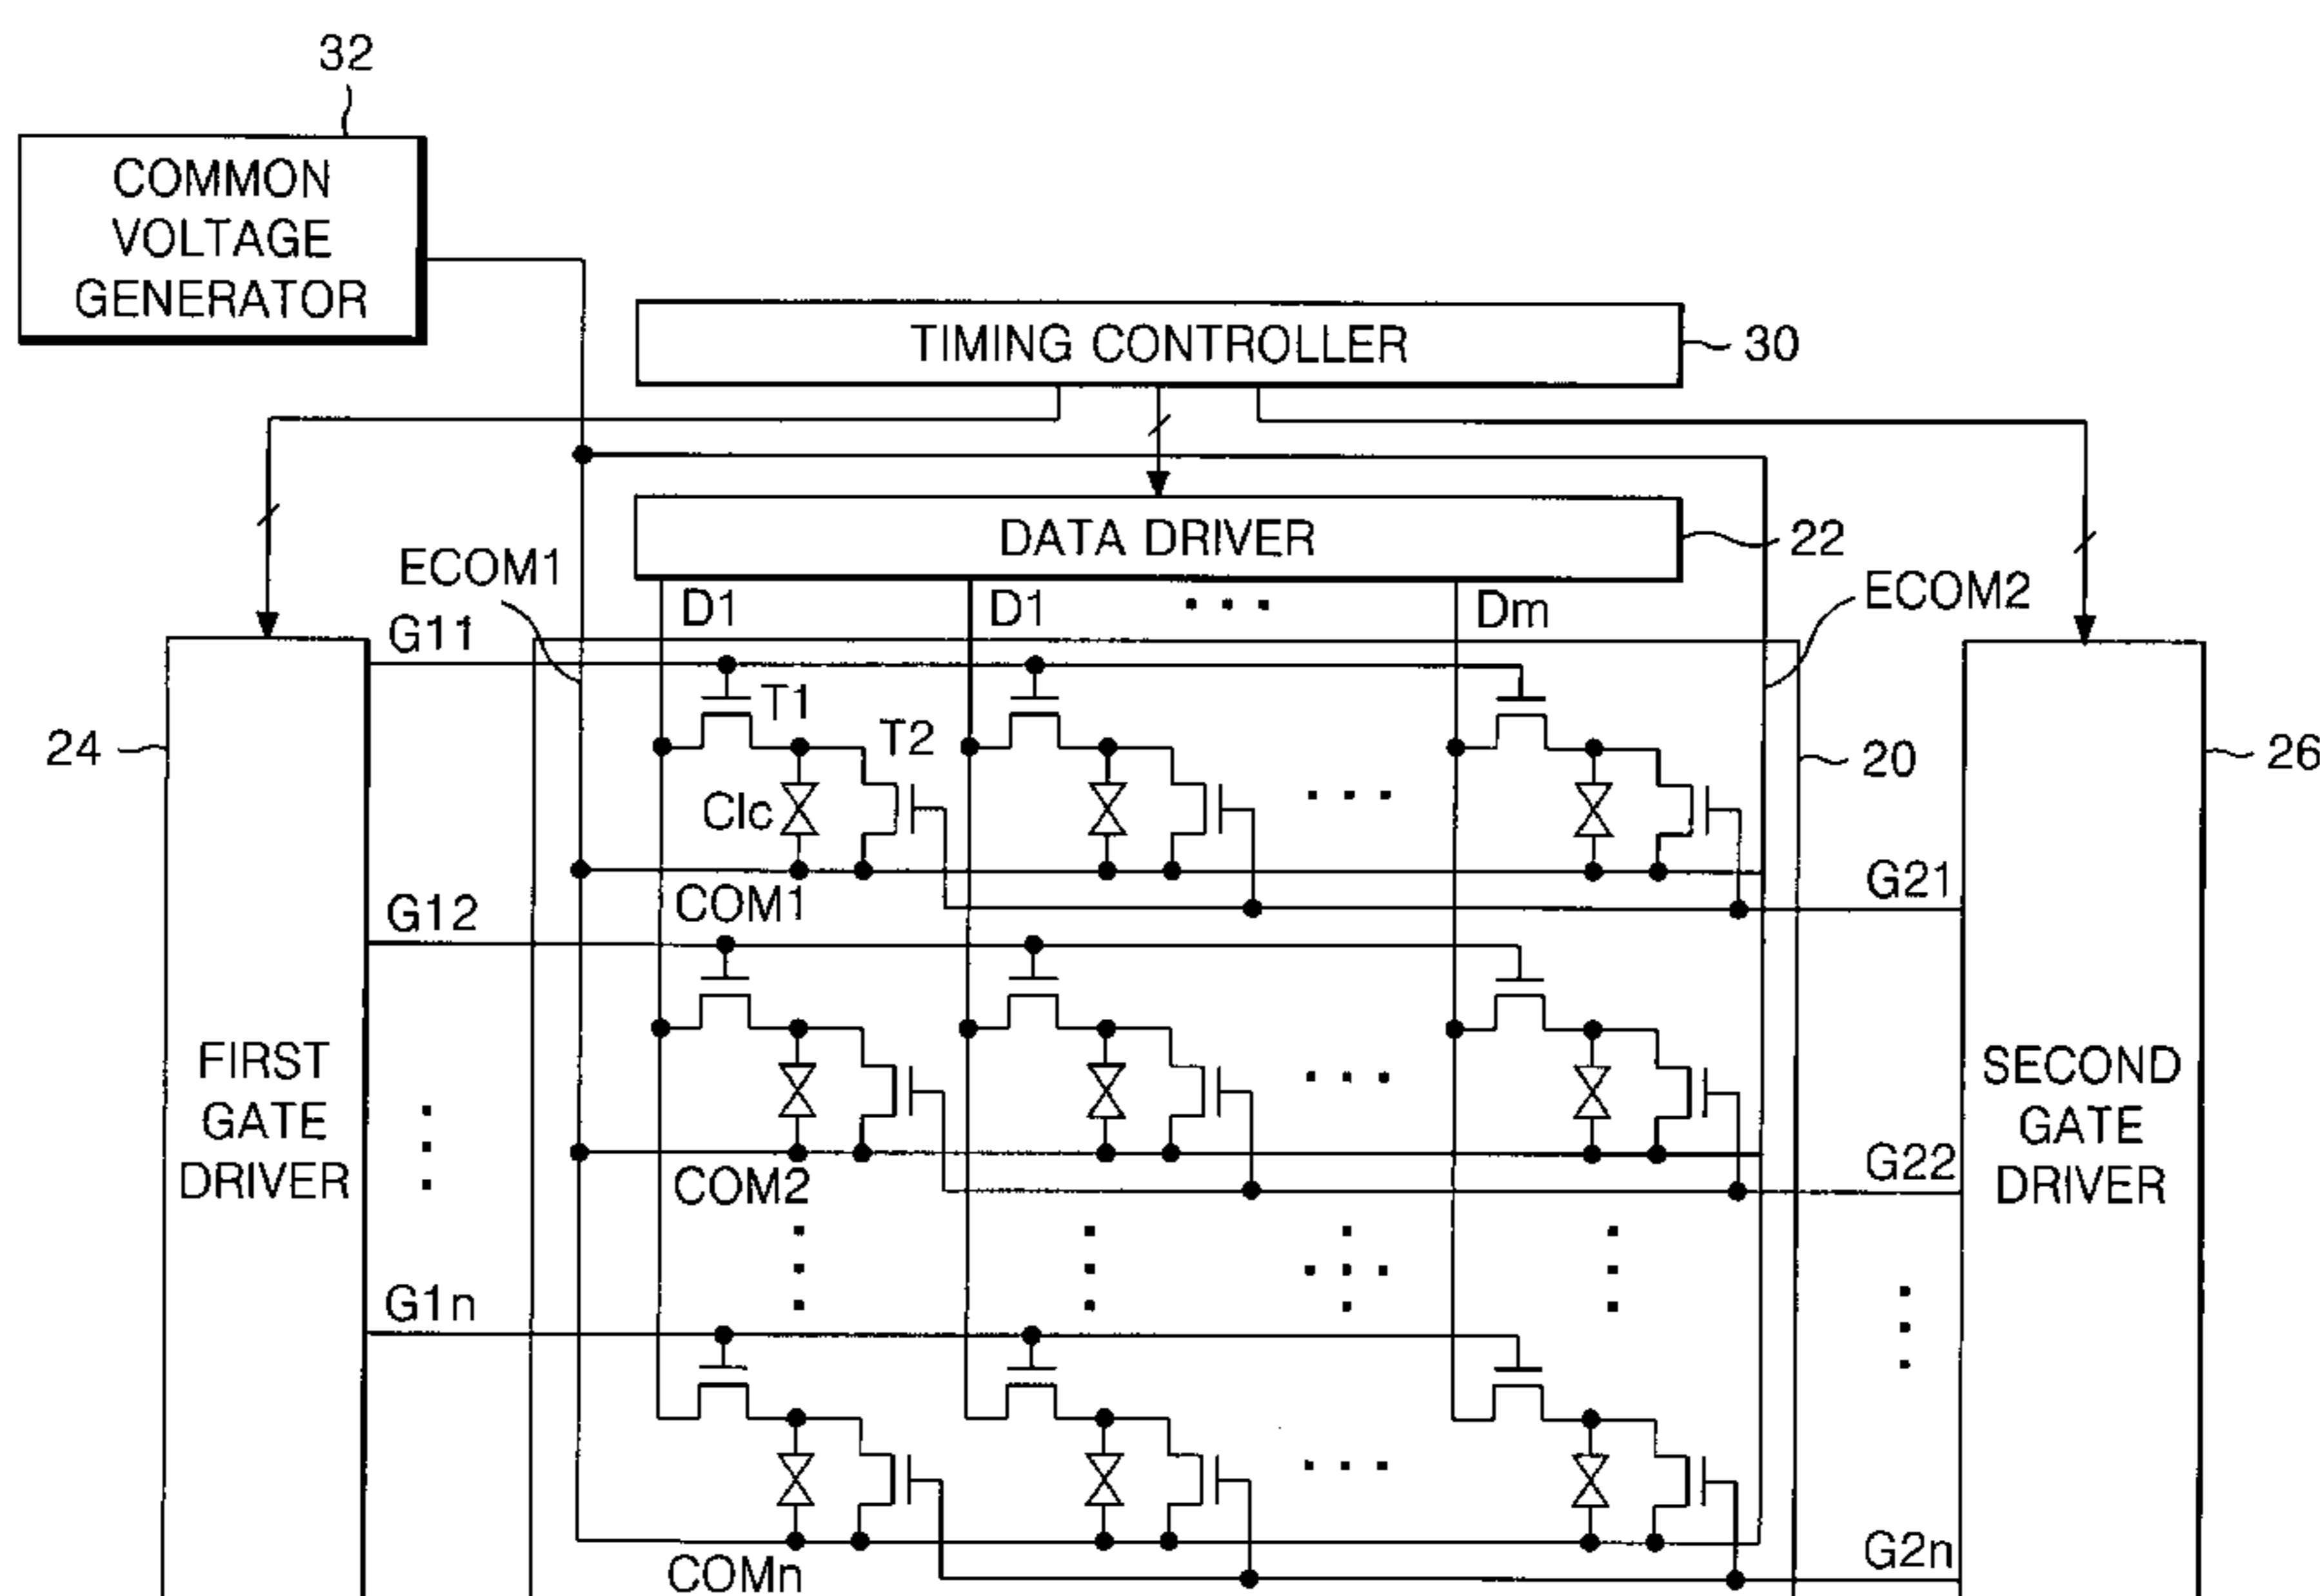 32
COMMON
VOLTAGE
GENERATOR
TIMING CONTROLLER
30
DATA DRIVER
22
ECOM1
ECOM2
D1
D1
Dm
G11
T1
T2
24
20
26
Clc
G21
COM1
G12
FIRST
GATE
DRIVER
SECOND
GATE
DRIVER
G22
COM2
G1n
G2n
COMn